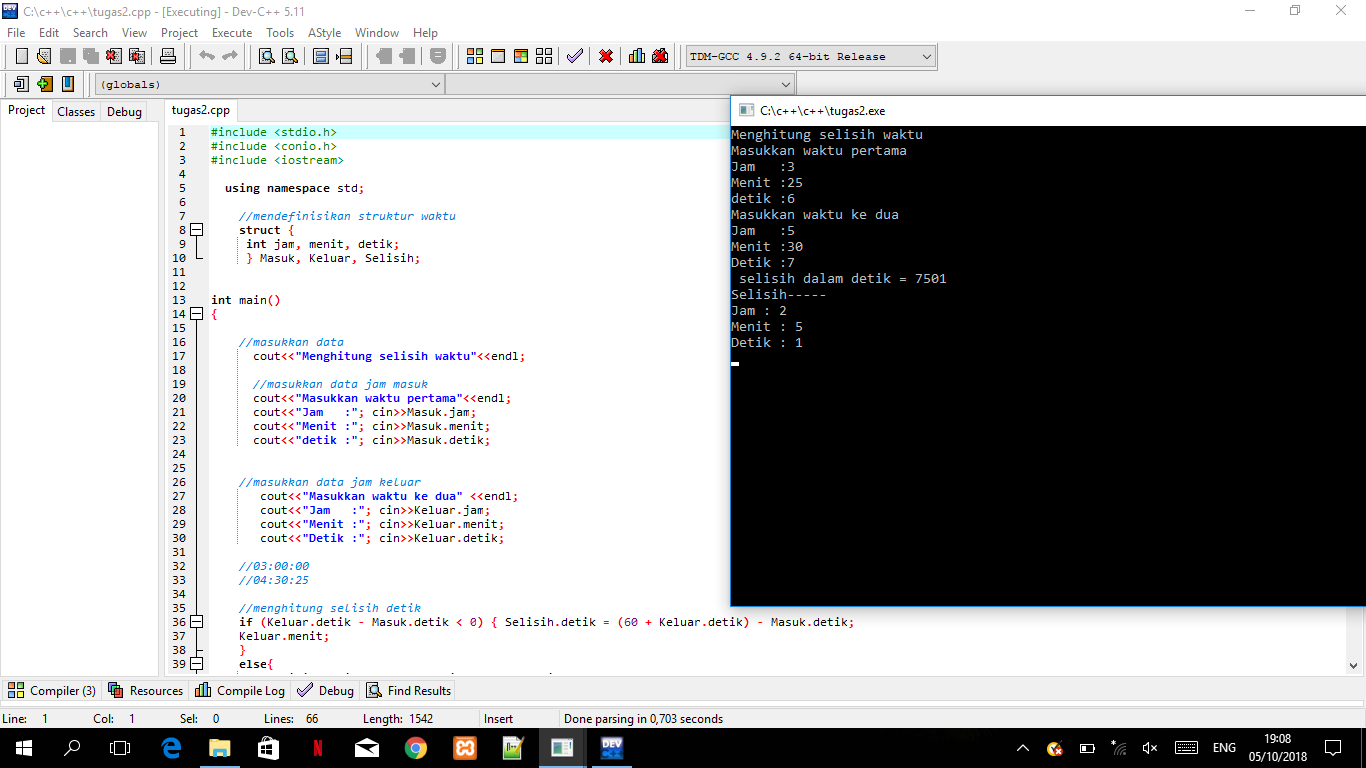 C:\c++\c++\tugas2.cpp - [Executing] - Dev-C++ 5.11
File Edit Search View Project Execute Tools AStyle Window Help
TDM-GCC 4.9.2 64-bit Release
(globals)
Project Classes Debug
tugas2.cpp
1 #include <stdio.h>
2 #include <conio.h>
3 #include <iostream>
4
5 using namespace std;
6
7 //mendefinisikan struktur waktu
8 struct {
9 int jam, menit, detik;
10 } Masuk, Keluar, Selisih;
11
12
13 int main()
14 {
15
16 //masukkan data
17 cout<<"Menghitung selisih waktu"<<endl;
18
19 //masukkan data jam masuk
20 cout<<"Masukkan waktu pertama"<<endl;
21 cout<<"Jam   :"; cin>>Masuk.jam;
22 cout<<"Menit :"; cin>>Masuk.menit;
23 cout<<"detik :"; cin>>Masuk.detik;
24
25
26 //masukkan data jam keluar
27 cout<<"Masukkan waktu ke dua" <<endl;
28 cout<<"Jam   :"; cin>>Keluar.jam;
29 cout<<"Menit :"; cin>>Keluar.menit;
30 cout<<"Detik :"; cin>>Keluar.detik;
31
32 //03:00:00
33 //04:30:25
34
35 //menghitung selisih detik
36 if (Keluar.detik - Masuk.detik < 0) { Selisih.detik = (60 + Keluar.detik) - Masuk.detik;
37 Keluar.menit;
38 }
39 else{
C:\c++\c++\tugas2.exe
Menghitung selisih waktu
Masukkan waktu pertama
Jam   :3
Menit :25
detik :6
Masukkan waktu ke dua
Jam   :5
Menit :30
Detik :7
selisih dalam detik = 7501
Selisih-----
Jam : 2
Menit : 5
Detik : 1
Compiler (3) Resources Compile Log Debug Find Results
Line: 1 Col: 1 Sel: 0 Lines: 66 Length: 1542 Insert Done parsing in 0,703 seconds
ENG
19:08
05/10/2018